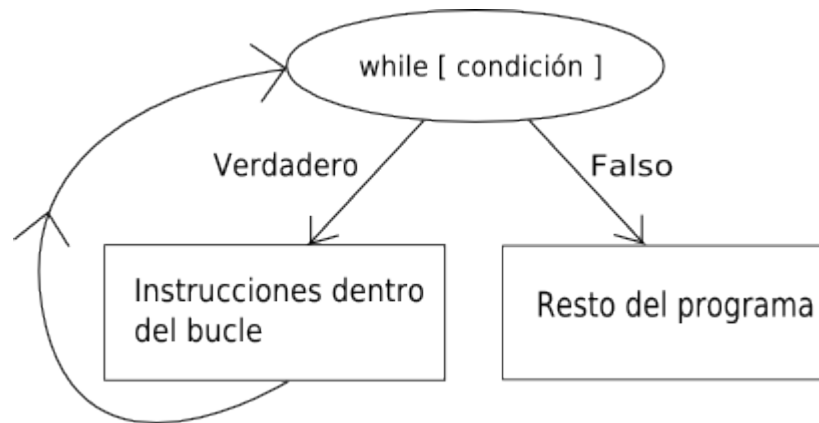 while [ condición ]
Verdadero
Falso
Instrucciones dentro
del bucle
Resto del programa